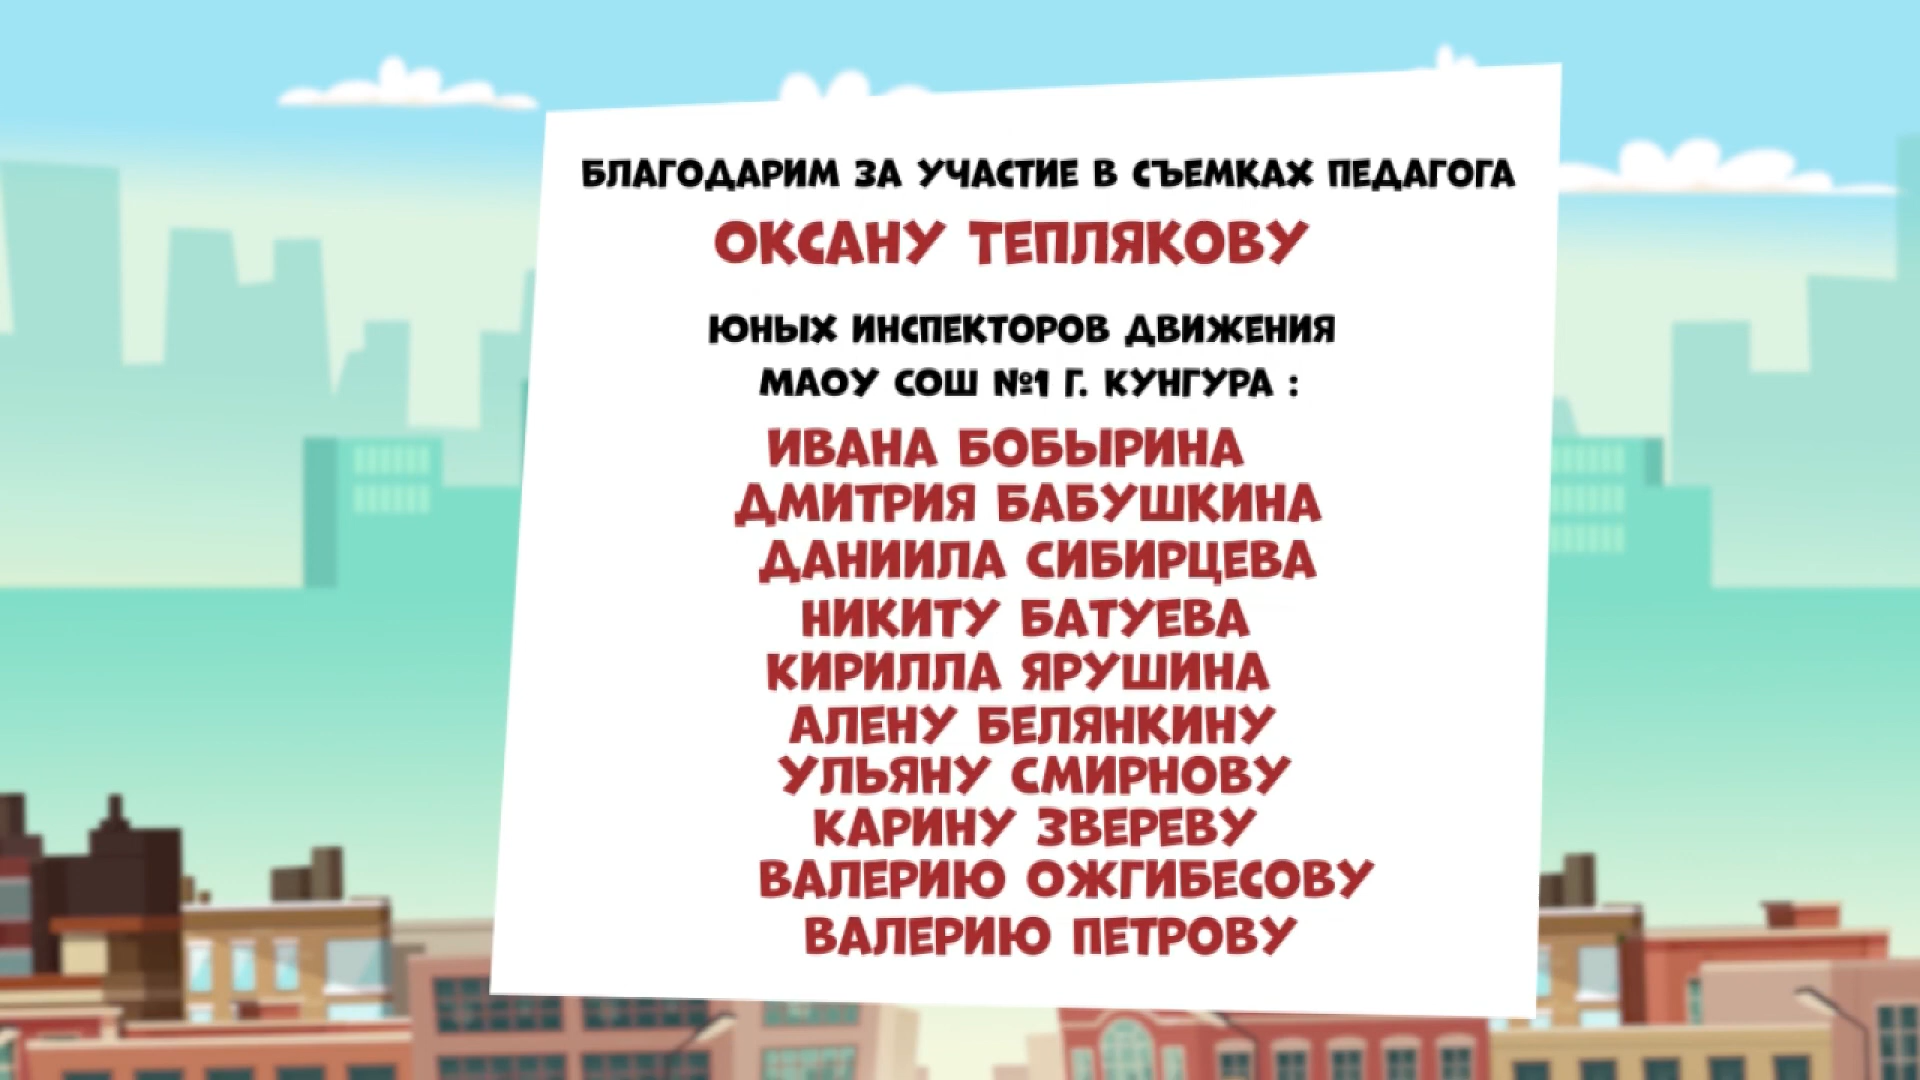 БЛАГОДАРИМ ЗА УЧАСТИЕ В СЪЕМКАХ ПЕДАГОГА
ОКСАНУ ТЕПЛЯКОВУ
ЮНЫХ ИНСПЕКТОРОВ ДВИЖЕНИЯ
МАОУ СОШ №1 Г. КУНГУРА :
ИВАНА БОБЫРИНА
ДМИТРИЯ БАБУШКИНА
ДАНИИЛА СИБИРЦЕВА
НИКИТУ БАТУЕВА
КИРИЛЛА ЯРУШИНА
АЛЕНУ БЕЛЯНКИНУ
УЛЬЯНУ СМИРНОВУ
КАРИНУ ЗВЕРЕВУ
ВАЛЕРИЮ ОЖГИБЕСОВУ
ВАЛЕРИЮ ПЕТРОВУ